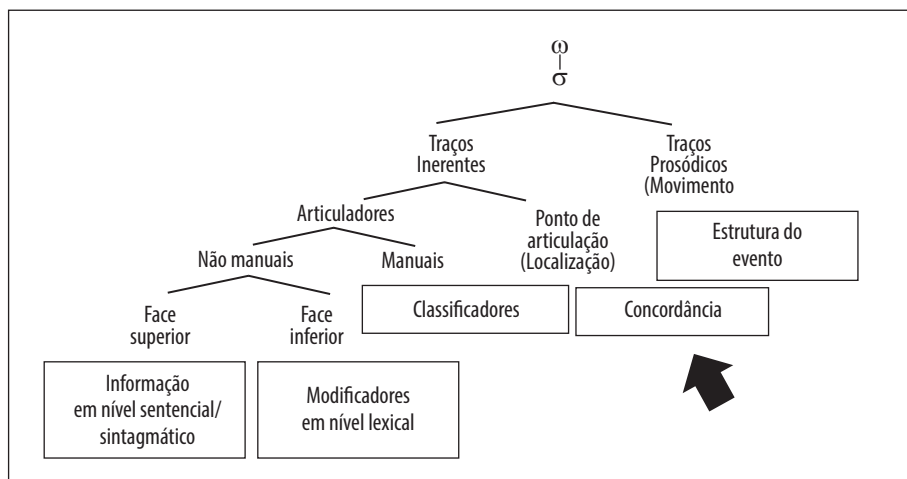 ω
σ
Traços
Inerentes
Traços
Prosódicos
(Movimento
Articuladores
Ponto de
articulação
(Localização)
Estrutura do
evento
Não manuais
Manuais
Classificadores
Concordância
Face
superior
Face
inferior
Informação
em nível sentencial/
sintagmático
Modificadores
em nível lexical